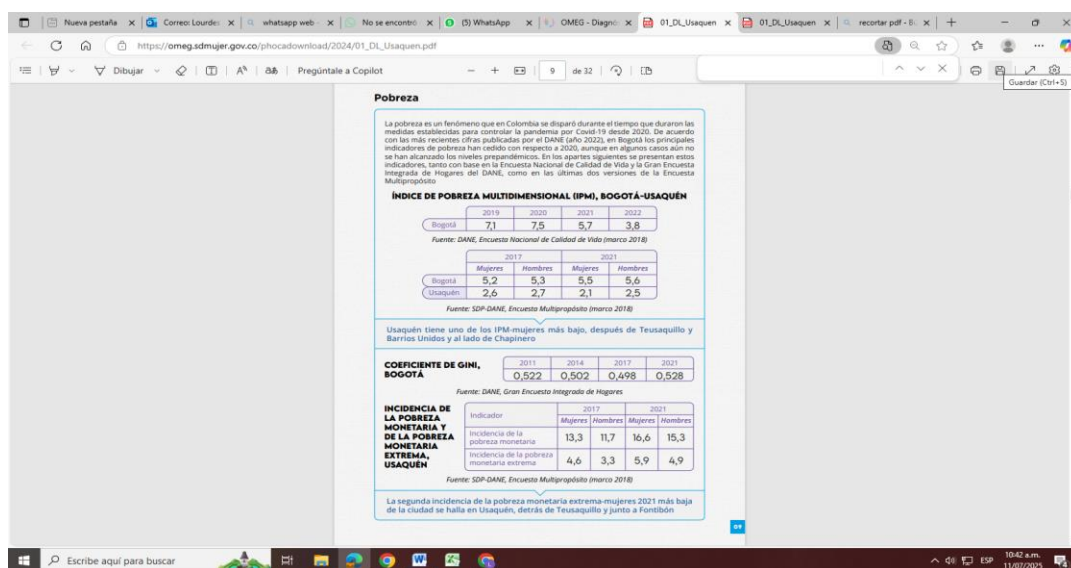 Nueva pestaña
Correo: Lourdes
whatsapp web -
No se encontró
(5) WhatsApp
OMEG - Diagnó
01_DL_Usaquen
01_DL_Usaquen
recortar pdf - B
https://omeg.sdmujer.gov.co/phocadownload/2024/01_DL_Usaquen.pdf
Dibujar
Pregúntale a Copilot
9 de 32
Guardar (Ctrl+S)
Pobreza
La pobreza es un fenómeno que en Colombia se disparó durante el tiempo que duraron las
medidas establecidas para controlar la pandemia por Covid-19 desde 2020. De acuerdo
con las más recientes cifras publicadas por el DANE (año 2022), en Bogotá los principales
indicadores de pobreza han cedido con respecto a 2020, aunque en algunos casos aún no
se han alcanzado los niveles prepandémicos. En los apartes siguientes se presentan estos
indicadores, tanto con base en la Encuesta Nacional de Calidad de Vida y la Gran Encuesta
Integrada de Hogares del DANE, como en las últimas dos versiones de la Encuesta
Multipropósito
ÍNDICE DE POBREZA MULTIDIMENSIONAL (IPM), BOGOTÁ-USAQUÉN
2019 2020 2021 2022
Bogotá 7,1 7,5 5,7 3,8
Fuente: DANE, Encuesta Nacional de Calidad de Vida (marco 2018)
2017 2021
Mujeres Hombres Mujeres Hombres
Bogotá 5,2 5,3 5,5 5,6
Usaquén 2,6 2,7 2,1 2,5
Fuente: SDP-DANE, Encuesta Multipropósito (marco 2018)
Usaquén tiene uno de los IPM-mujeres más bajo, después de Teusaquillo y
Barrios Unidos y al lado de Chapinero
COEFICIENTE DE GINI,
BOGOTÁ
2011 2014 2017 2021
0,522 0,502 0,498 0,528
Fuente: DANE, Gran Encuesta Integrada de Hogares
INCIDENCIA DE
LA POBREZA
MONETARIA Y
DE LA POBREZA
MONETARIA
EXTREMA,
USAQUÉN
Indicador 2017 2021
Mujeres Hombres Mujeres Hombres
Incidencia de la
pobreza monetaria 13,3 11,7 16,6 15,3
Incidencia de la pobreza
monetaria extrema 4,6 3,3 5,9 4,9
Fuente: SDP-DANE, Encuesta Multipropósito (marco 2018)
La segunda incidencia de la pobreza monetaria extrema-mujeres 2021 más baja
de la ciudad se halla en Usaquén, detrás de Teusaquillo y junto a Fontibón
09
Escribe aquí para buscar
ESP
10:42 a.m.
11/07/2025